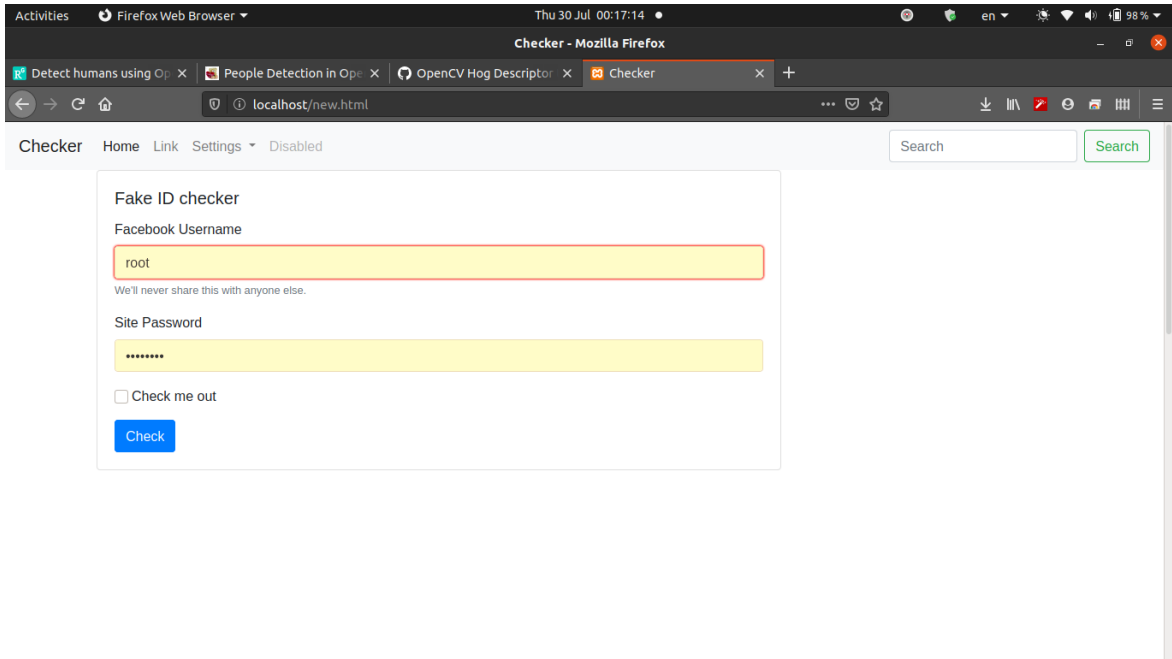 Activities Firefox Web Browser Thu 30 Jul 00:17:14 en 98 %
Checker - Mozilla Firefox
Detect humans using Op People Detection in Ope OpenCV Hog Descriptor Checker
localhost/new.html
Checker Home Link Settings Disabled Search Search
Fake ID checker
Facebook Username
root
We'll never share this with anyone else.
Site Password
••••••••
Check me out
Check